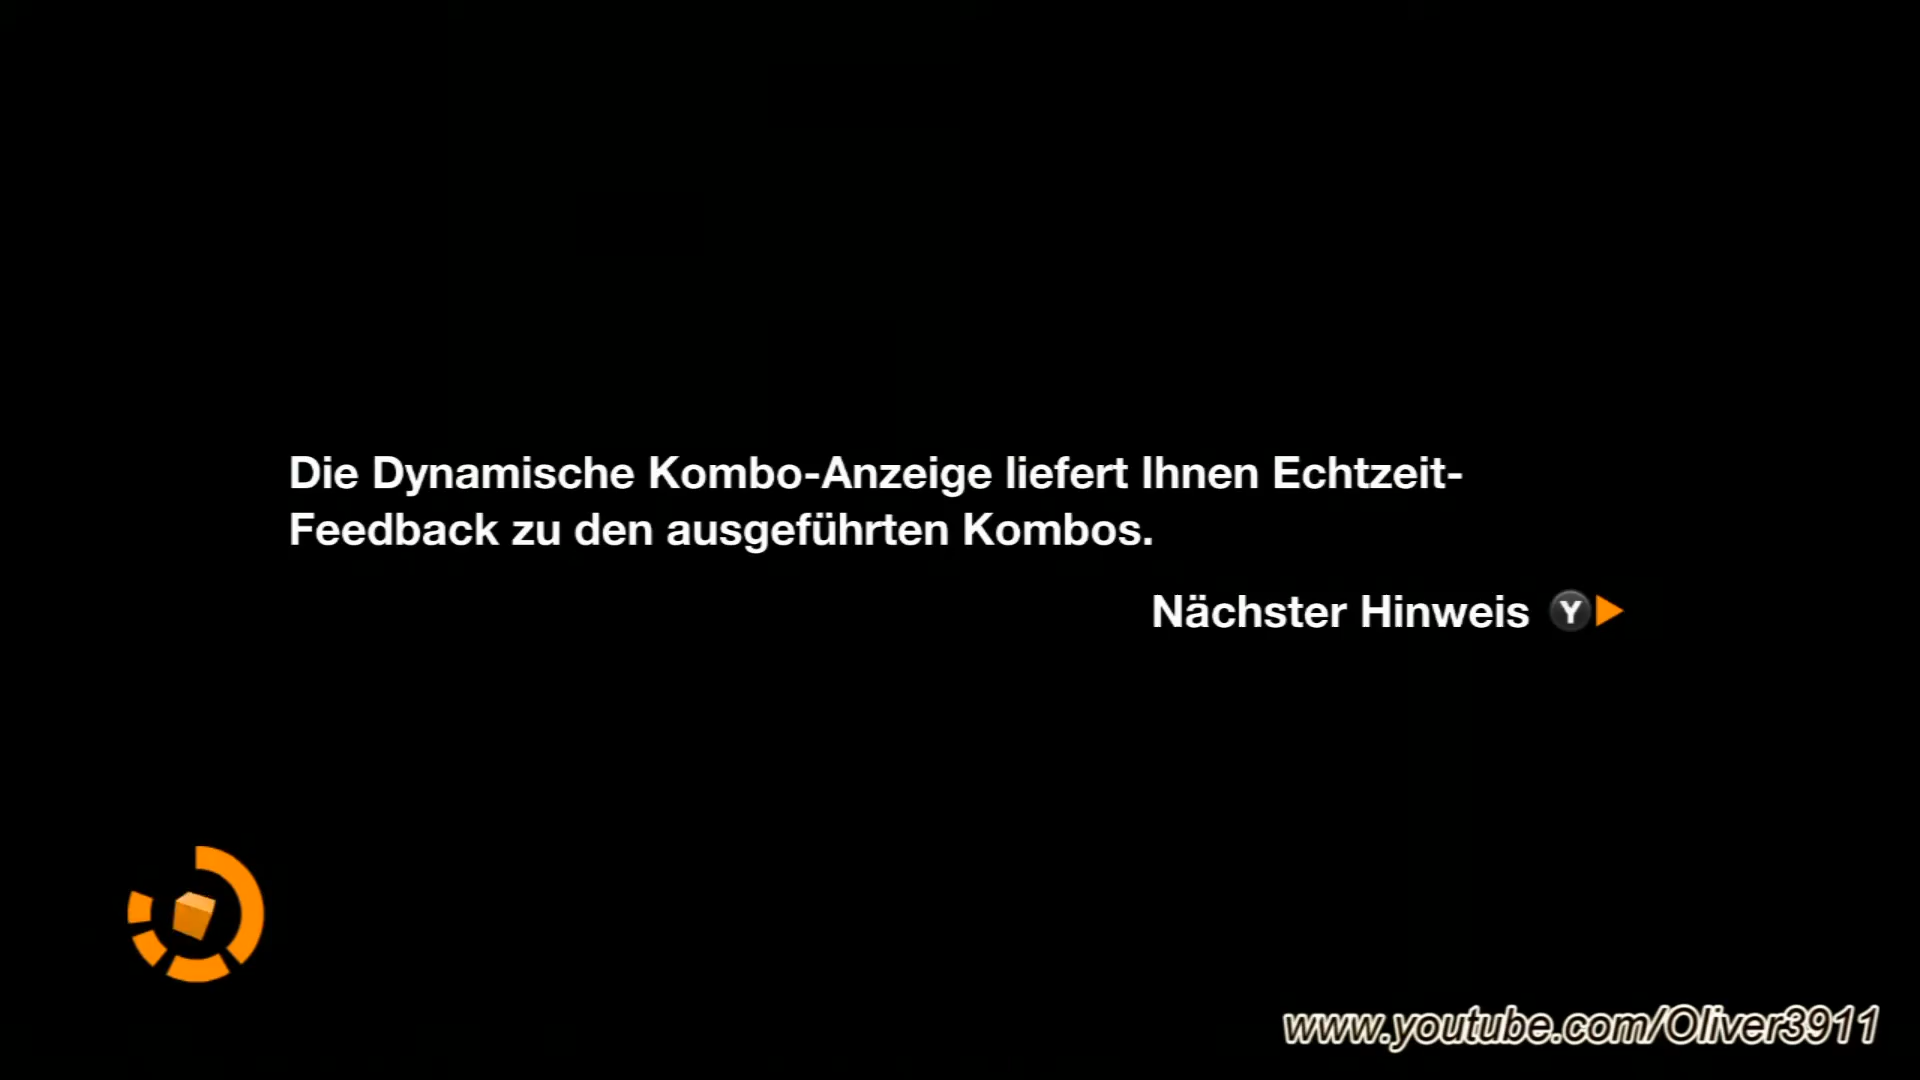 Die Dynamische Kombo-Anzeige liefert Ihnen Echtzeit-
Feedback zu den ausgeführten Kombos.
Nächster Hinweis Y
www.youtube.com/Oliver3911